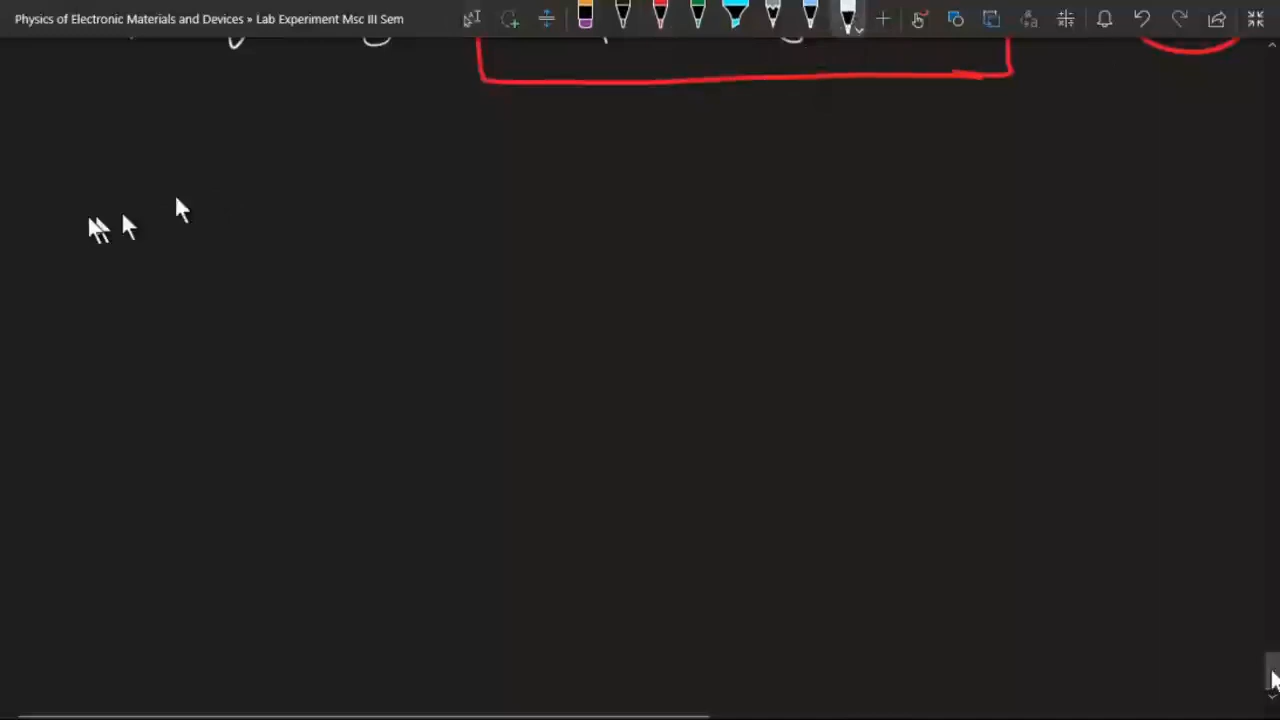 Physics of Electronic Materials and Devices » Lab Experiment Msc III Sem